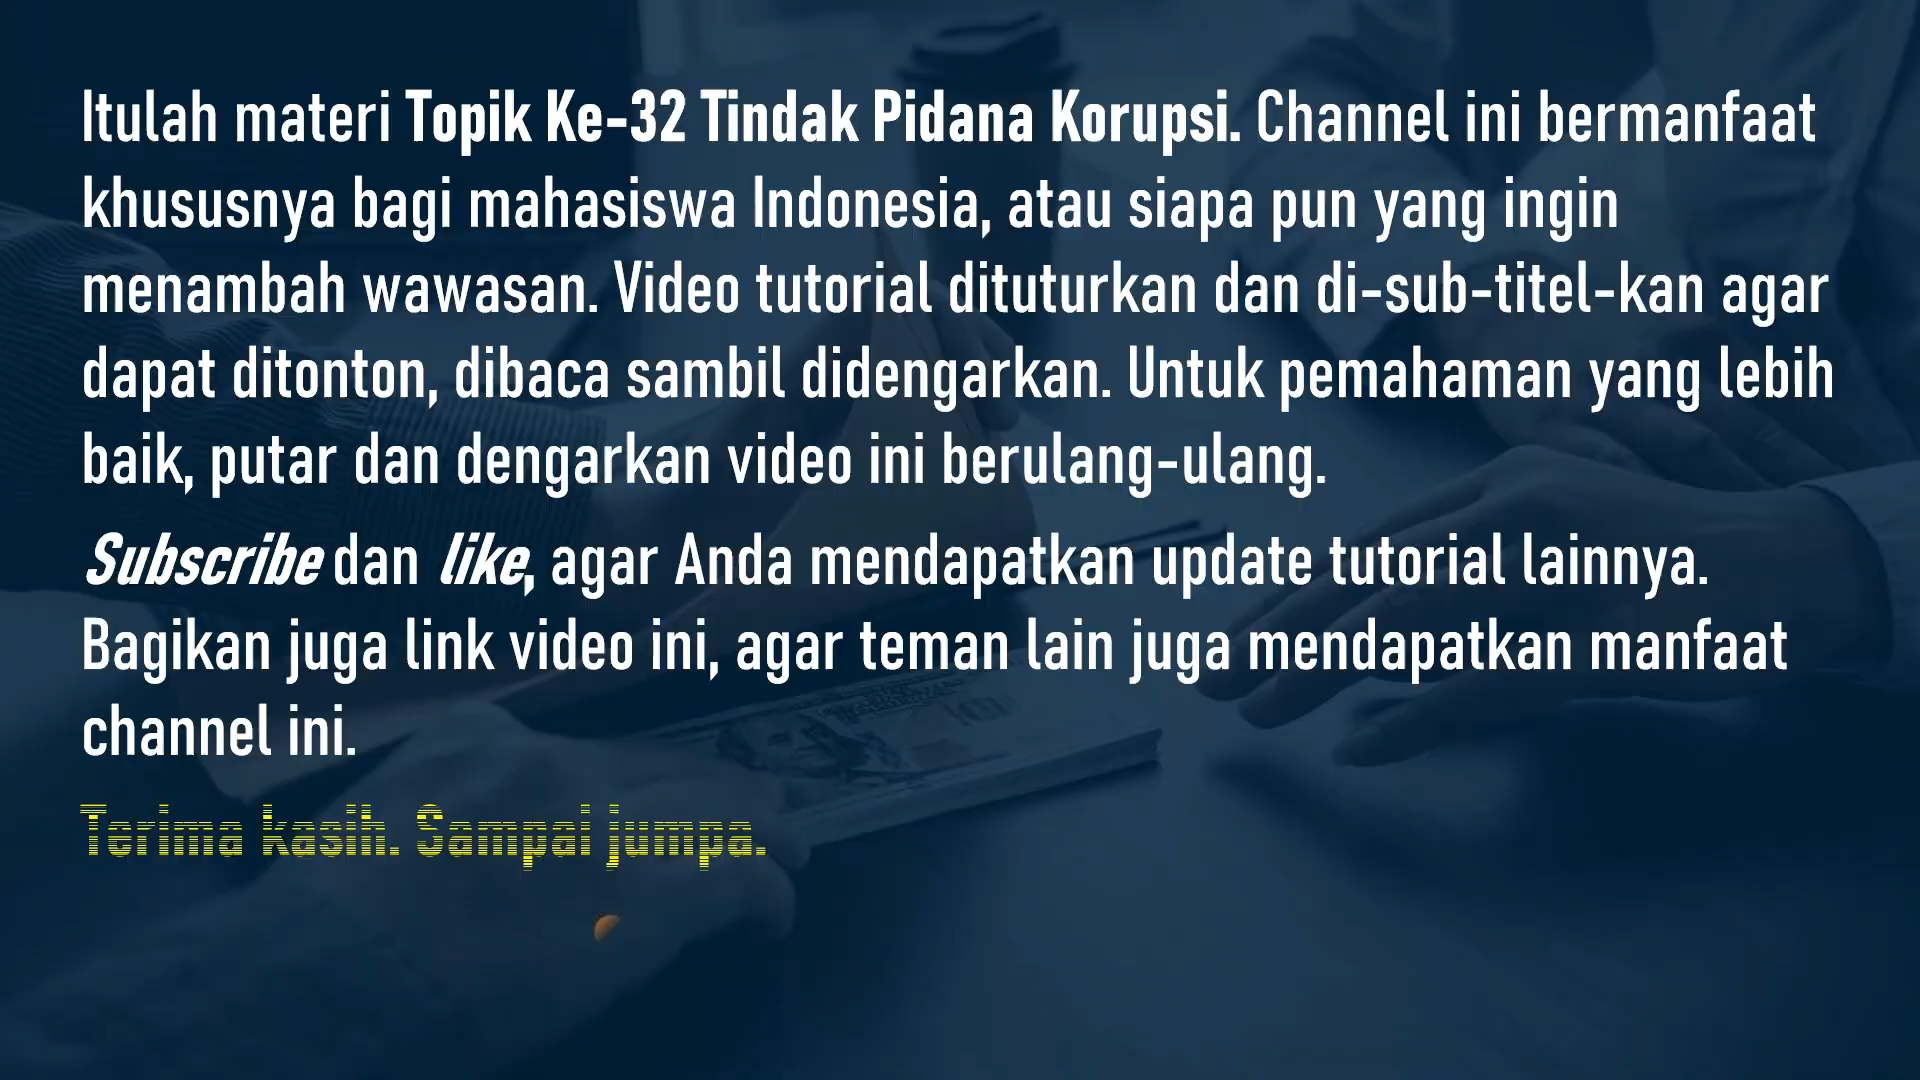 Itulah materi Topik Ke-32 Tindak Pidana Korupsi. Channel ini bermanfaat
khususnya bagi mahasiswa Indonesia, atau siapa pun yang ingin
menambah wawasan. Video tutorial dituturkan dan di-sub-titel-kan agar
dapat ditonton, dibaca sambil didengarkan. Untuk pemahaman yang lebih
baik, putar dan dengarkan video ini berulang-ulang.
Subscribe dan like, agar Anda mendapatkan update tutorial lainnya.
Bagikan juga link video ini, agar teman lain juga mendapatkan manfaat
channel ini.
Terima kasih. Sampai jumpa.